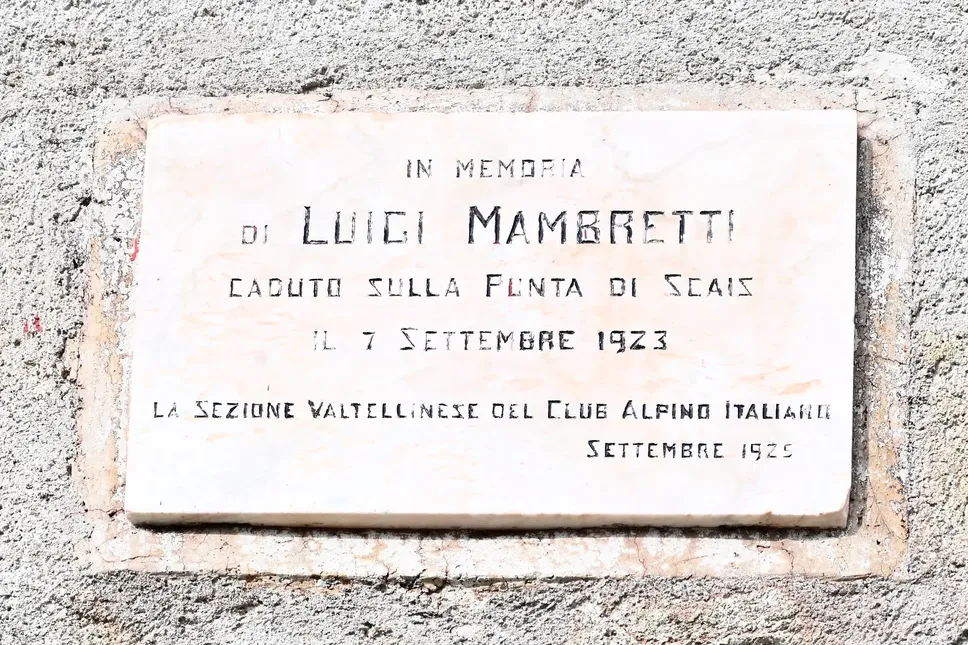 IN MEMORIA
DI LUIGI MAMBRETTI
CADUTO SULLA PUNTA DI SCAIS
IL 7 SETTEMBRE 1923
LA SEZIONE VALTELLINESE DEL CLUB ALPINO ITALIANO
SETTEMBRE 1925